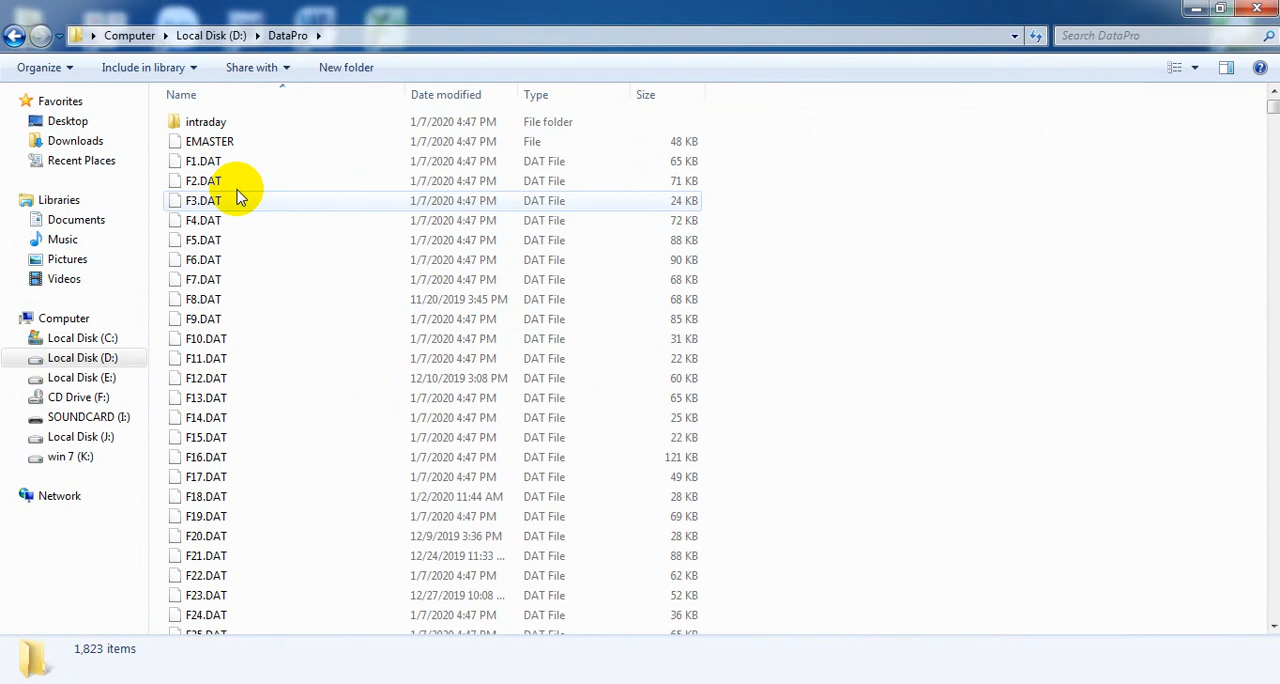 Computer Local Disk (D:) DataPro Search DataPro
Organize Include in library Share with New folder
Favorites
Desktop
Downloads
Recent Places
Libraries
Documents
Music
Pictures
Videos
Computer
Local Disk (C:)
Local Disk (D:)
Local Disk (E:)
CD Drive (F:)
SOUNDCARD (I:)
Local Disk (J:)
win 7 (K:)
Network
Name Date modified Type Size
intraday 1/7/2020 4:47 PM File folder
EMASTER 1/7/2020 4:47 PM File 48 KB
F1.DAT 1/7/2020 4:47 PM DAT File 65 KB
F2.DAT 1/7/2020 4:47 PM DAT File 71 KB
F3.DAT 1/7/2020 4:47 PM DAT File 24 KB
F4.DAT 1/7/2020 4:47 PM DAT File 72 KB
F5.DAT 1/7/2020 4:47 PM DAT File 88 KB
F6.DAT 1/7/2020 4:47 PM DAT File 90 KB
F7.DAT 1/7/2020 4:47 PM DAT File 68 KB
F8.DAT 11/20/2019 3:45 PM DAT File 68 KB
F9.DAT 1/7/2020 4:47 PM DAT File 85 KB
F10.DAT 1/7/2020 4:47 PM DAT File 31 KB
F11.DAT 1/7/2020 4:47 PM DAT File 22 KB
F12.DAT 12/10/2019 3:08 PM DAT File 60 KB
F13.DAT 1/7/2020 4:47 PM DAT File 65 KB
F14.DAT 1/7/2020 4:47 PM DAT File 25 KB
F15.DAT 1/7/2020 4:47 PM DAT File 22 KB
F16.DAT 1/7/2020 4:47 PM DAT File 121 KB
F17.DAT 1/7/2020 4:47 PM DAT File 49 KB
F18.DAT 1/2/2020 11:44 AM DAT File 28 KB
F19.DAT 1/7/2020 4:47 PM DAT File 69 KB
F20.DAT 12/9/2019 3:36 PM DAT File 28 KB
F21.DAT 12/24/2019 11:33 ... DAT File 88 KB
F22.DAT 1/7/2020 4:47 PM DAT File 62 KB
F23.DAT 12/27/2019 10:08 ... DAT File 52 KB
F24.DAT 1/7/2020 4:47 PM DAT File 36 KB
F25.DAT 1/7/2020 4:47 PM DAT File 65 KB
1,823 items